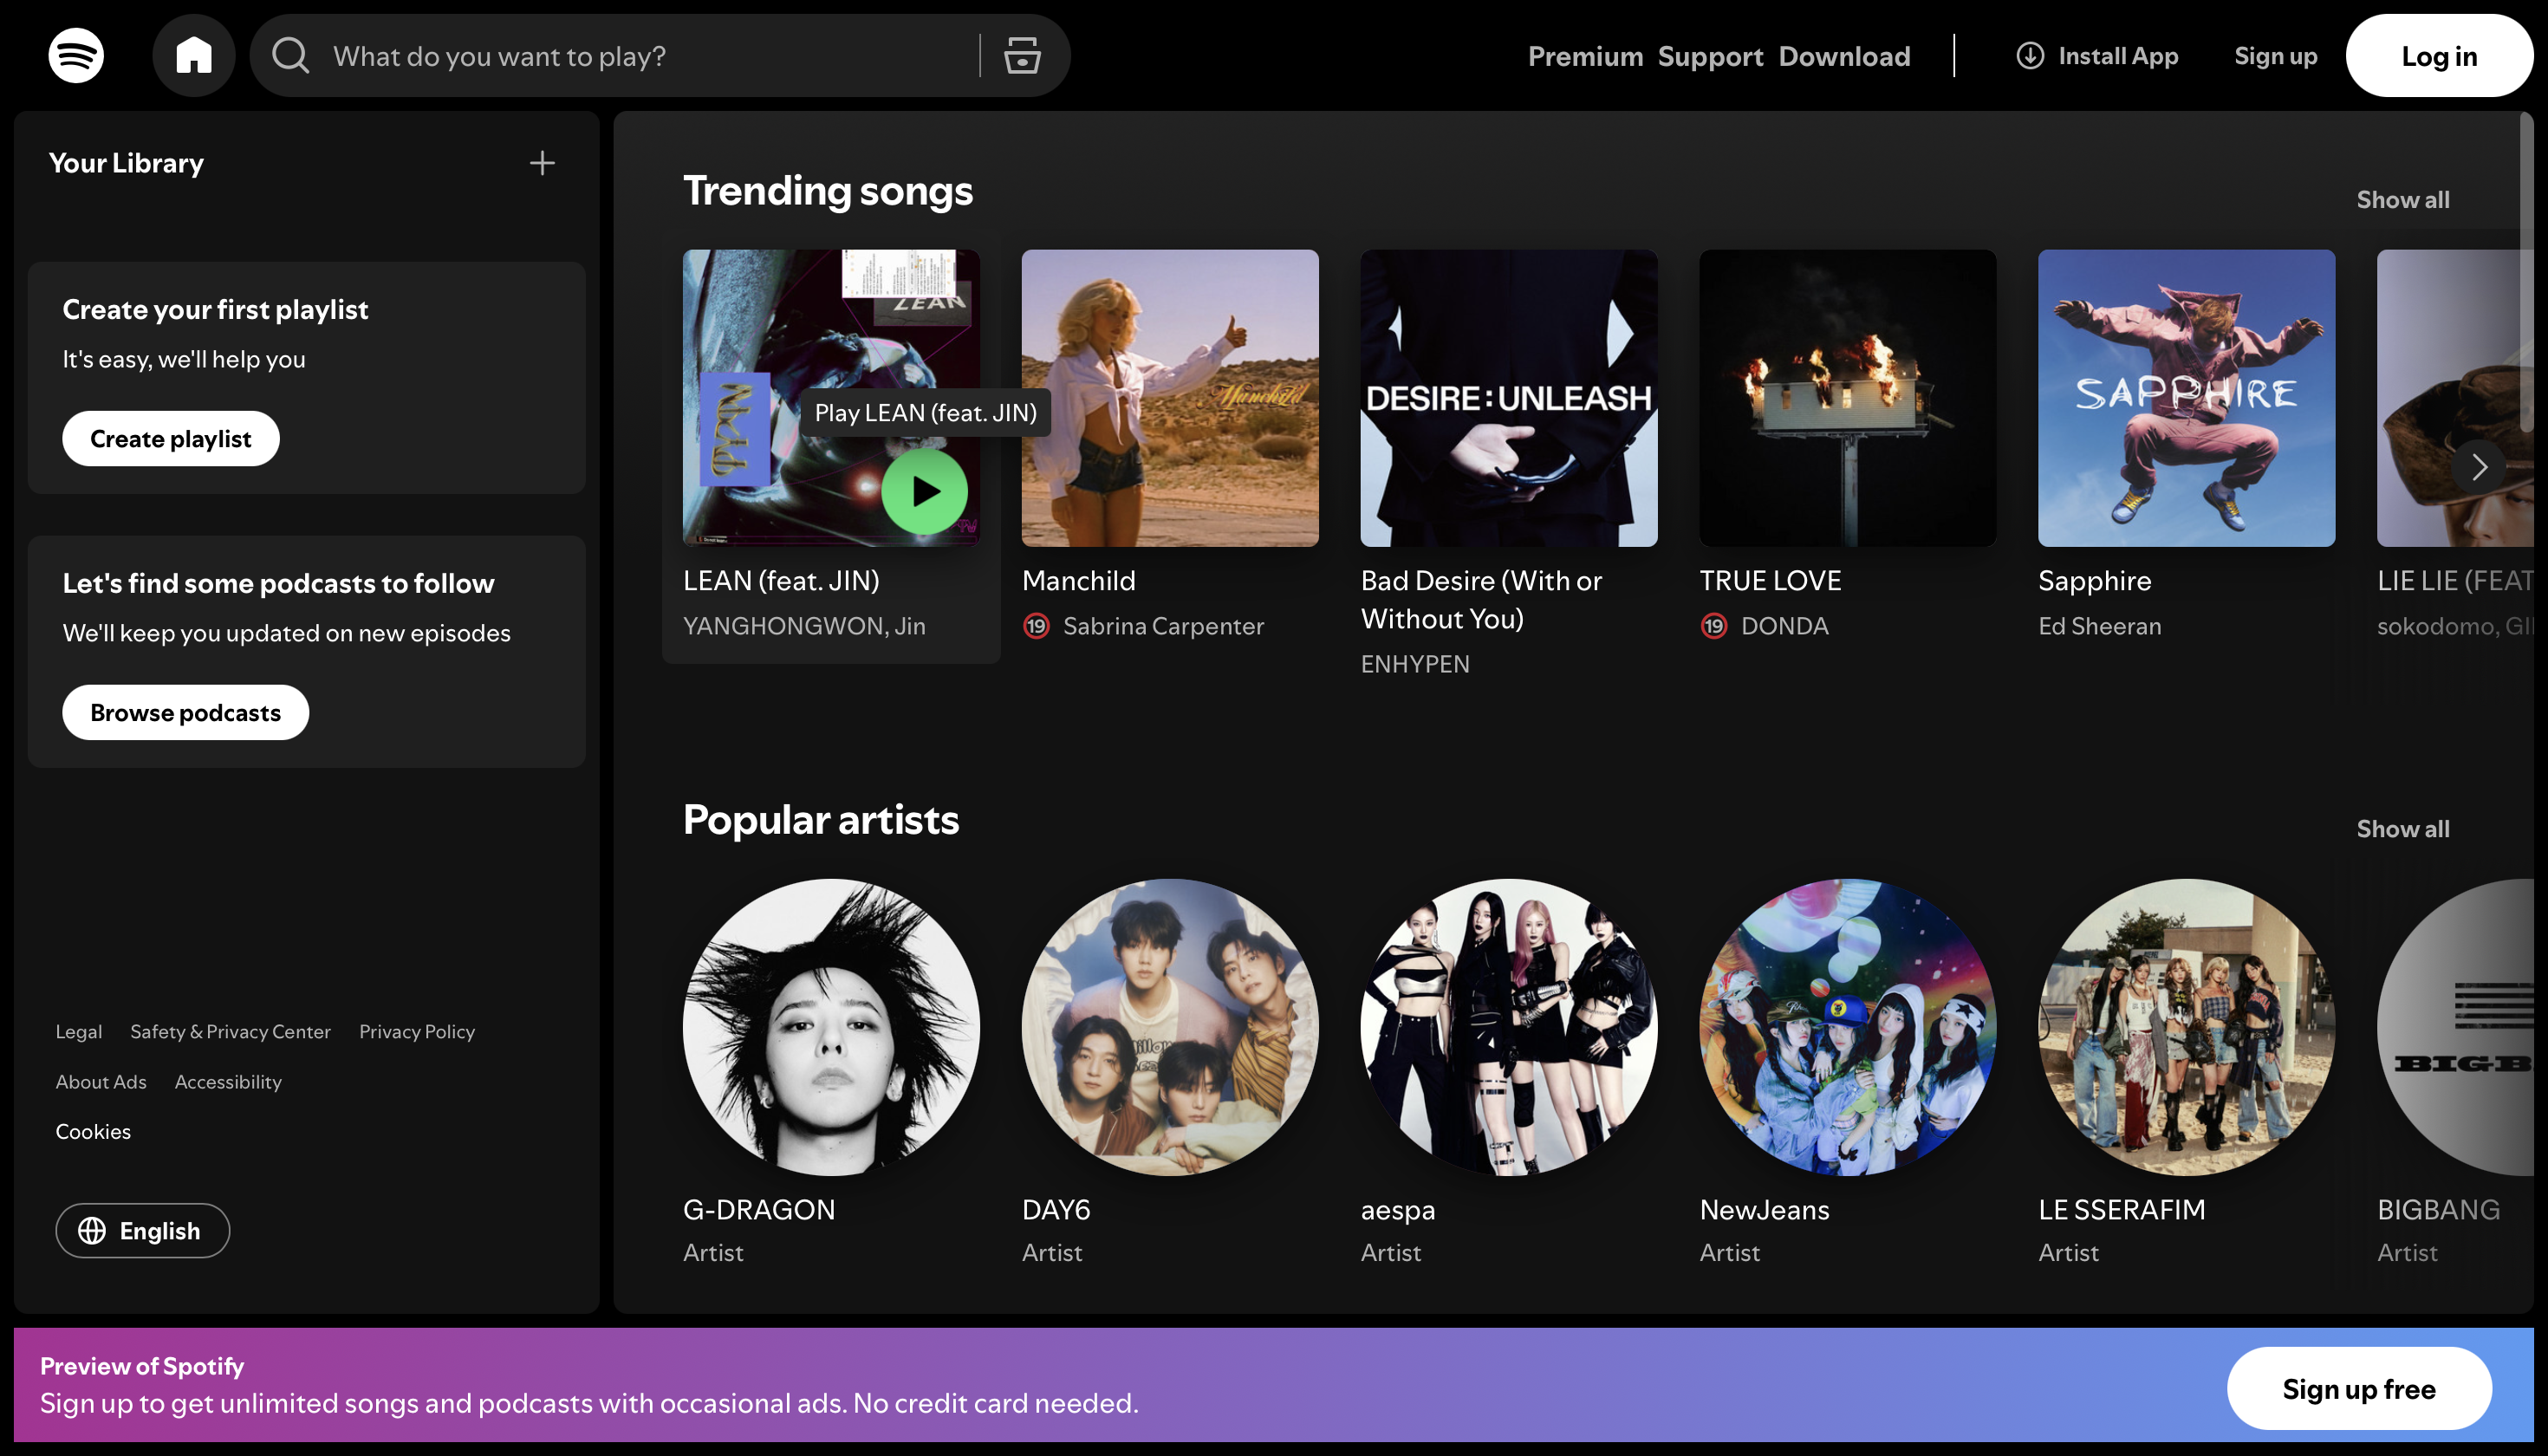 What do you want to play?
Premium Support Download
Install App
Sign up
Log in
Your Library
Create your first playlist
It's easy, we'll help you
Create playlist
Let's find some podcasts to follow
We'll keep you updated on new episodes
Browse podcasts
Legal Safety & Privacy Center Privacy Policy
About Ads Accessibility
Cookies
English
Trending songs
Show all
LEAN
Play LEAN (feat. JIN)
LEAN (feat. JIN)
YANGHONGWON, Jin
Manchild
Manchild
19 Sabrina Carpenter
DESIRE : UNLEASH
Bad Desire (With or
Without You)
ENHYPEN
TRUE LOVE
19 DONDA
SAPPHIRE
Sapphire
Ed Sheeran
LIE LIE (FEAT
sokodomo, GI
Popular artists
Show all
G-DRAGON
Artist
DAY6
Artist
aespa
Artist
NewJeans
Artist
LE SSERAFIM
Artist
BIGB
BIGBANG
Artist
Preview of Spotify
Sign up to get unlimited songs and podcasts with occasional ads. No credit card needed.
Sign up free